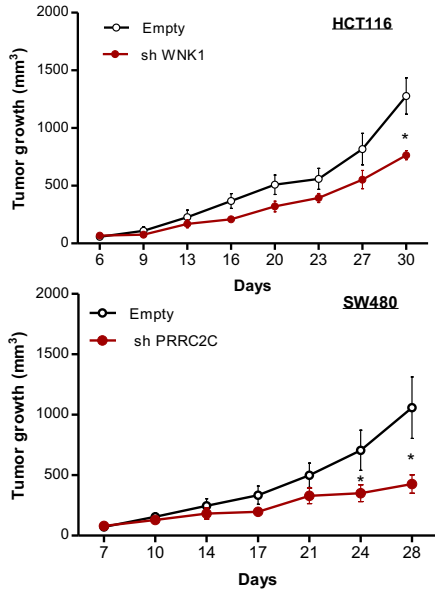 HCT116
Empty
sh WNK1
Tumor growth (mm³)
2000
1500
1000
500
0
6 9 13 16 20 23 27 30
*
Days
SW480
Empty
sh PRRC2C
Tumor growth (mm³)
2000
1500
1000
500
0
7 10 14 17 21 24 28
* *
Days